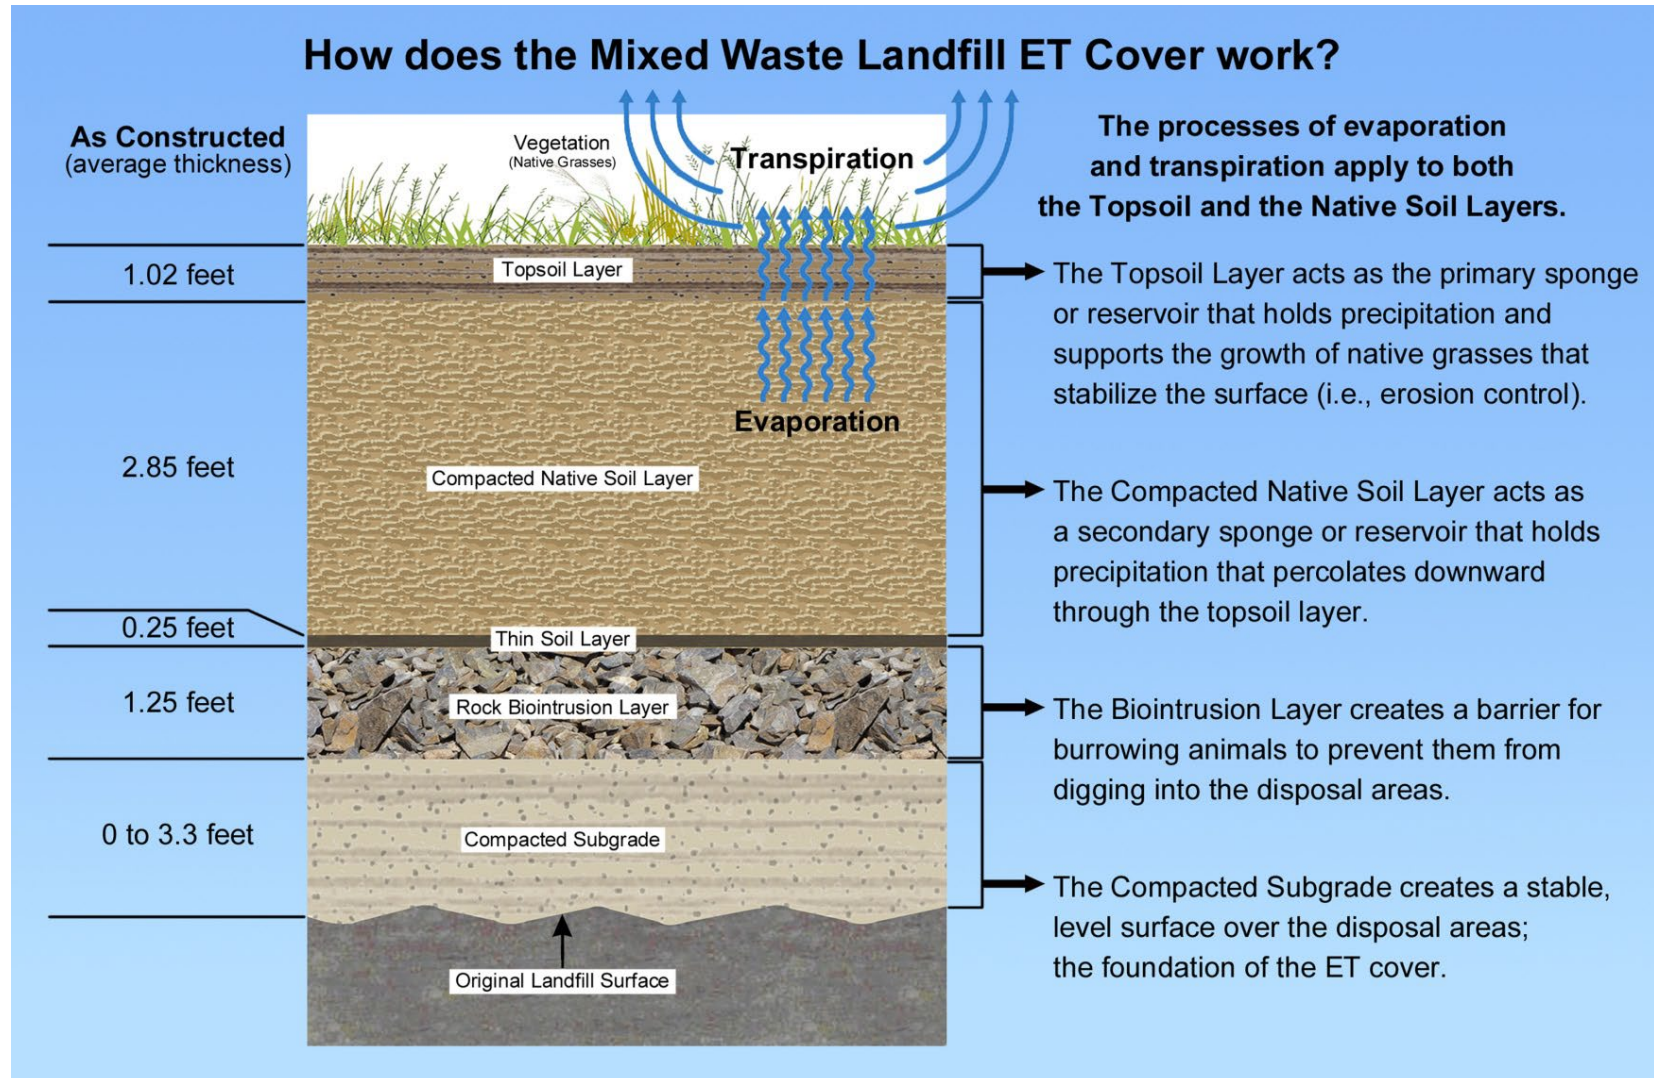 How does the Mixed Waste Landfill ET Cover work?
As Constructed
(average thickness)
1.02 feet
2.85 feet
0.25 feet
1.25 feet
0 to 3.3 feet
Vegetation
(Native Grasses)
Transpiration
Topsoil Layer
Evaporation
Compacted Native Soil Layer
Thin Soil Layer
Rock Biointrusion Layer
Compacted Subgrade
Original Landfill Surface
The processes of evaporation
and transpiration apply to both
the Topsoil and the Native Soil Layers.
The Topsoil Layer acts as the primary sponge
or reservoir that holds precipitation and
supports the growth of native grasses that
stabilize the surface (i.e., erosion control).
The Compacted Native Soil Layer acts as
a secondary sponge or reservoir that holds
precipitation that percolates downward
through the topsoil layer.
The Biointrusion Layer creates a barrier for
burrowing animals to prevent them from
digging into the disposal areas.
The Compacted Subgrade creates a stable,
level surface over the disposal areas;
the foundation of the ET cover.